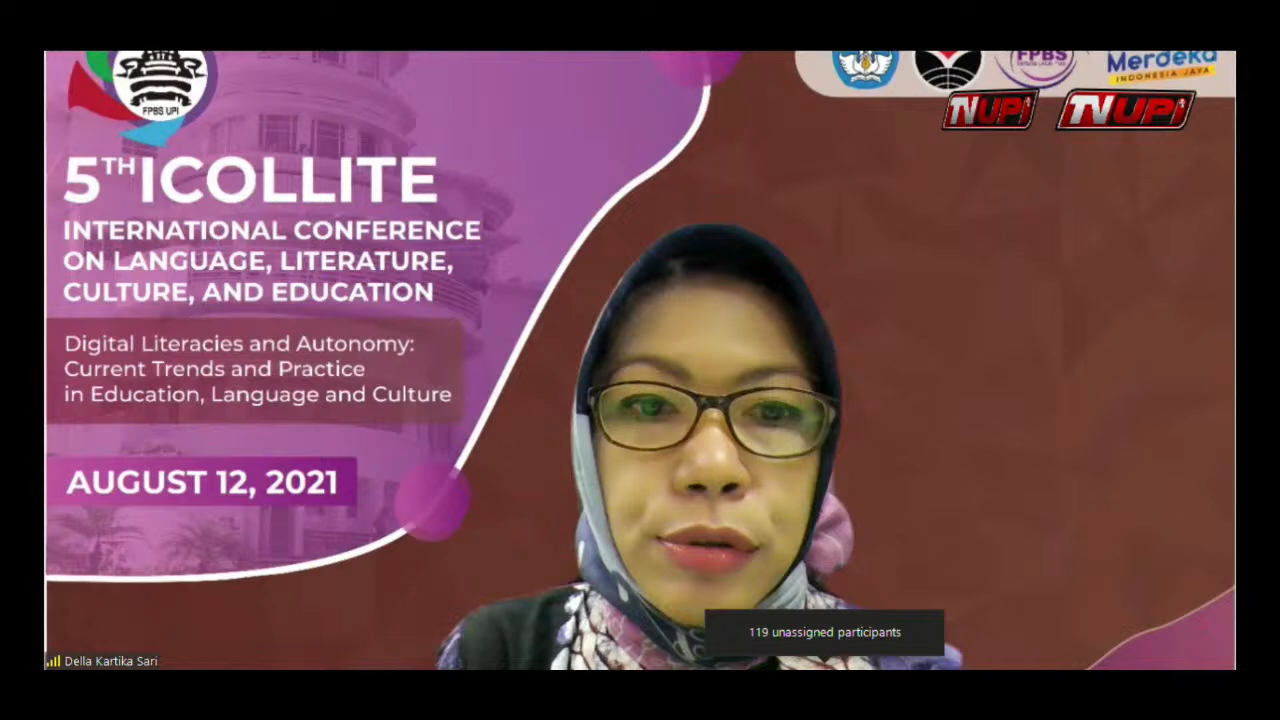 FPBS UPI
5TH ICOLLITE
INTERNATIONAL CONFERENCE
ON LANGUAGE, LITERATURE,
CULTURE, AND EDUCATION
Digital Literacies and Autonomy:
Current Trends and Practice
in Education, Language and Culture
AUGUST 12, 2021
FPBS
Merdeka
INDONESIA JAYA
TVUPI TVUPI
119 unassigned participants
Della Kartika Sari